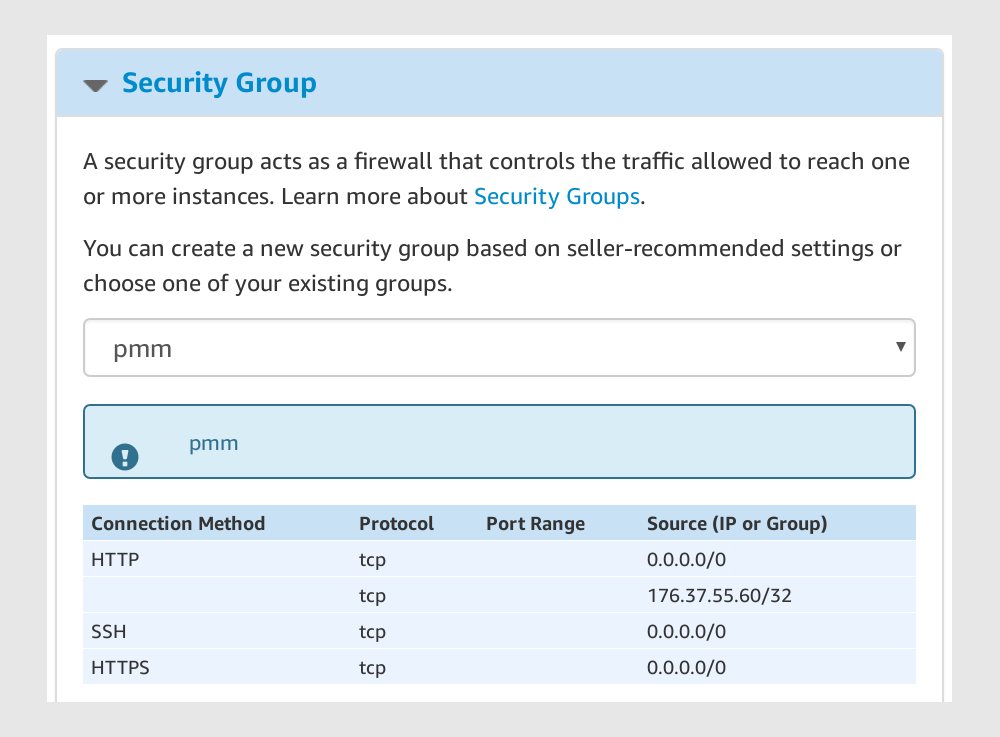 Security Group
A security group acts as a firewall that controls the traffic allowed to reach one
or more instances. Learn more about Security Groups.
You can create a new security group based on seller-recommended settings or
choose one of your existing groups.
pmm
pmm
Connection Method Protocol Port Range Source (IP or Group)
HTTP tcp 0.0.0.0/0
tcp 176.37.55.60/32
SSH tcp 0.0.0.0/0
HTTPS tcp 0.0.0.0/0